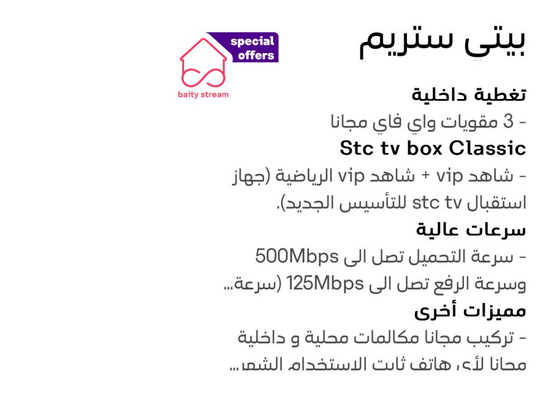 بيتي ستريم
special
offers
baity stream
تغطية داخلية
- 3 مقويات واي فاي مجانا
Stc tv box Classic
- شاهد vip + شاهد vip الرياضية (جهاز
استقبال stc tv للتأسيس الجديد).
سرعات عالية
- سرعة التحميل تصل الى 500Mbps
وسرعة الرفع تصل الى 125Mbps (سرعة...
مميزات أخرى
- تركيب مجانا مكالمات محلية و داخلية
مجانا لأي هاتف ثابت الاستخدام الشهر...